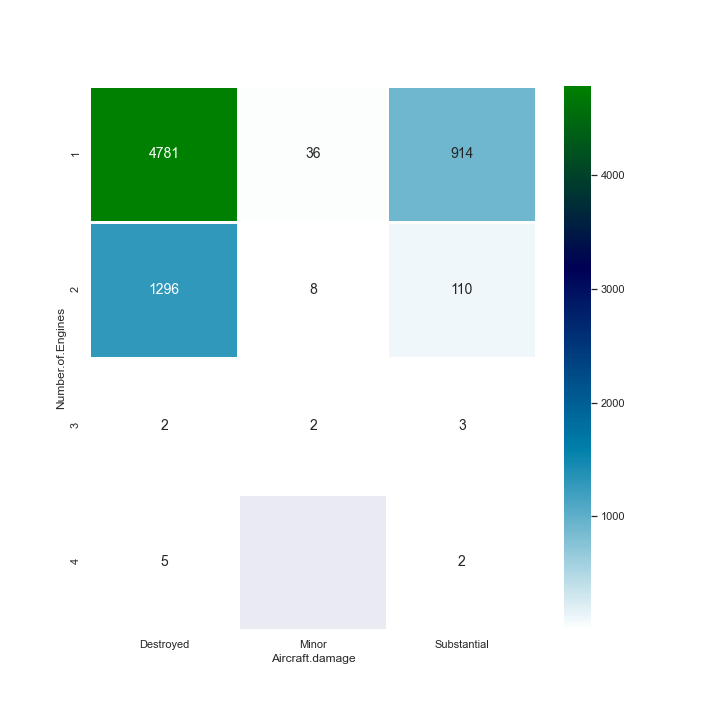 1 4781 36 914
2 1296 8 110
3 2 2 3
4 5 2
Number.of.Engines
Destroyed Minor Substantial
Aircraft.damage
4000
3000
2000
1000